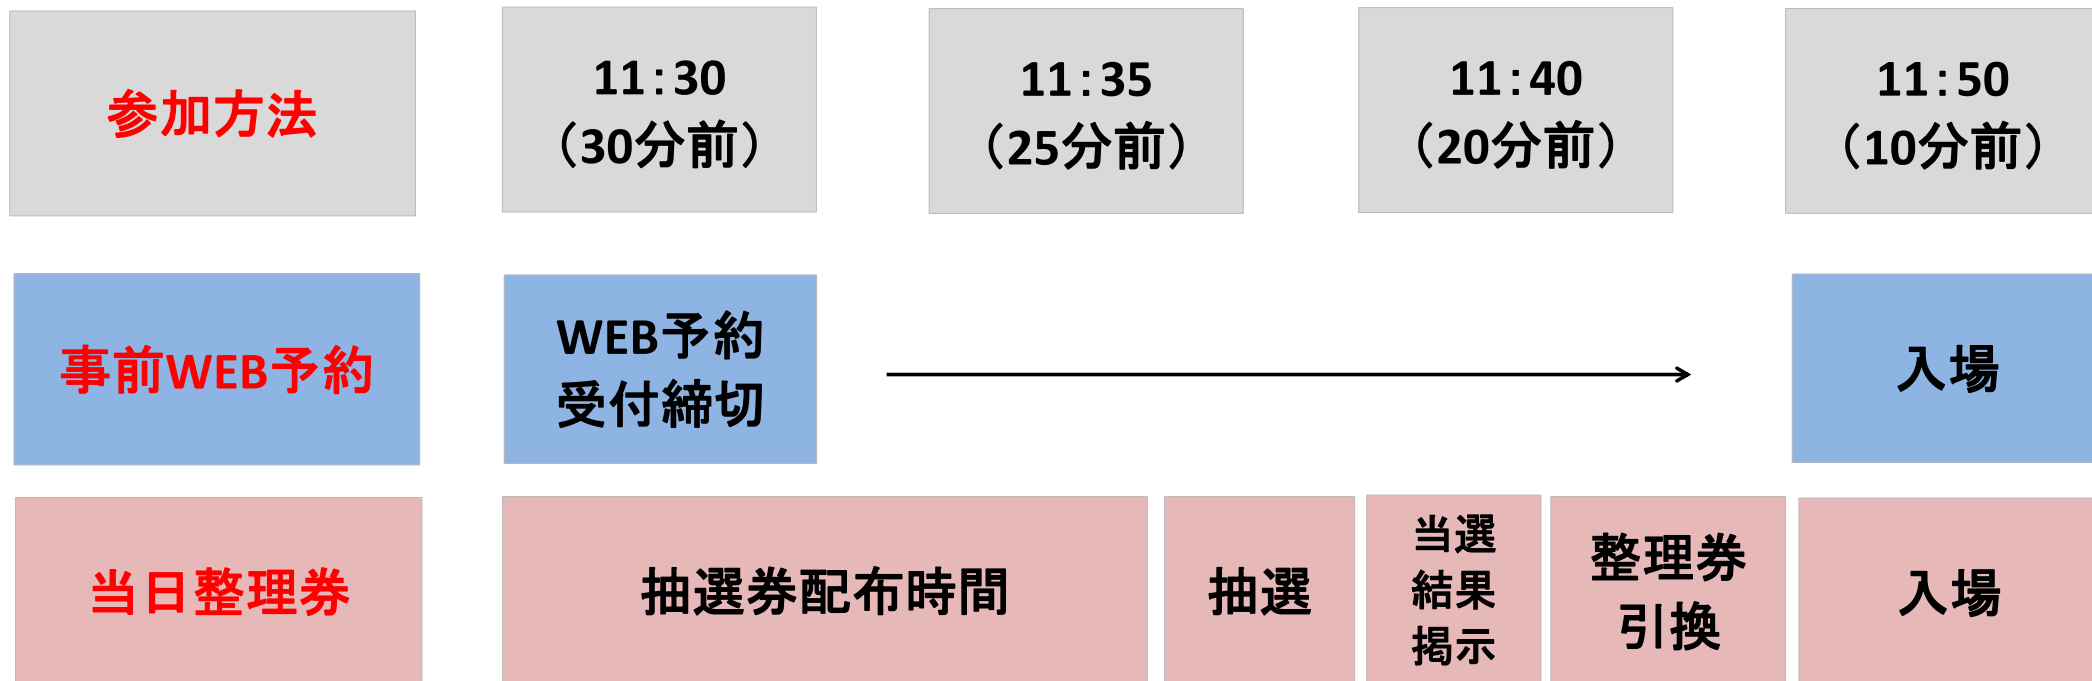 参加方法
11:30
（30分前）
11:35
（25分前）
11:40
（20分前）
11:50
（10分前）
事前WEB予約
WEB予約
受付締切
入場
当日整理券
抽選券配布時間
抽選
当選
結果
掲示
整理券
引換
入場